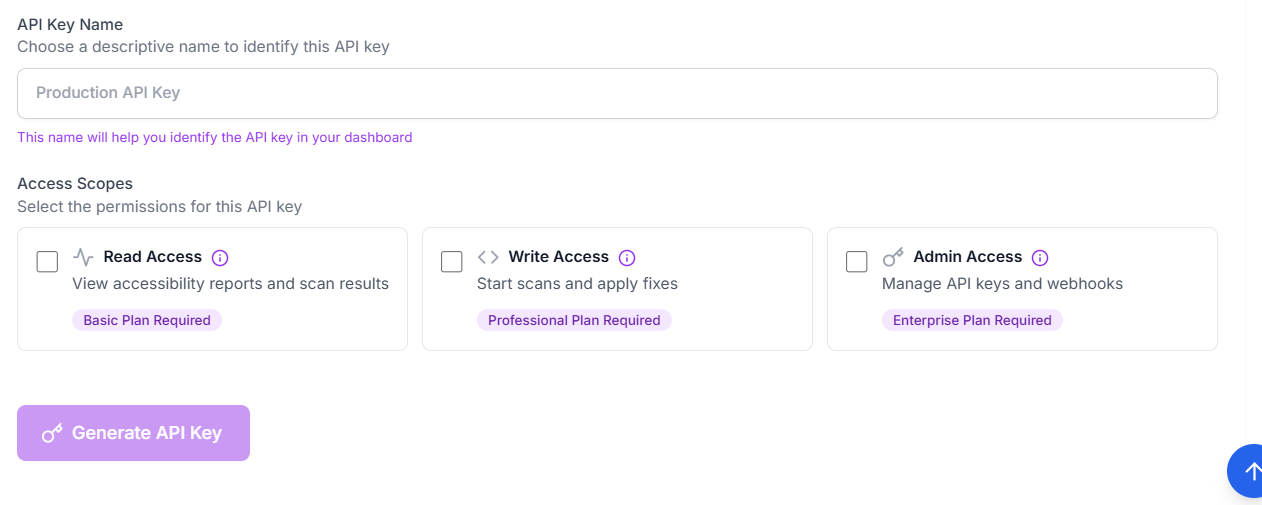 API Key Name
Choose a descriptive name to identify this API key
Production API Key
This name will help you identify the API key in your dashboard
Access Scopes
Select the permissions for this API key
Read Access
View accessibility reports and scan results
Basic Plan Required
Write Access
Start scans and apply fixes
Professional Plan Required
Admin Access
Manage API keys and webhooks
Enterprise Plan Required
Generate API Key